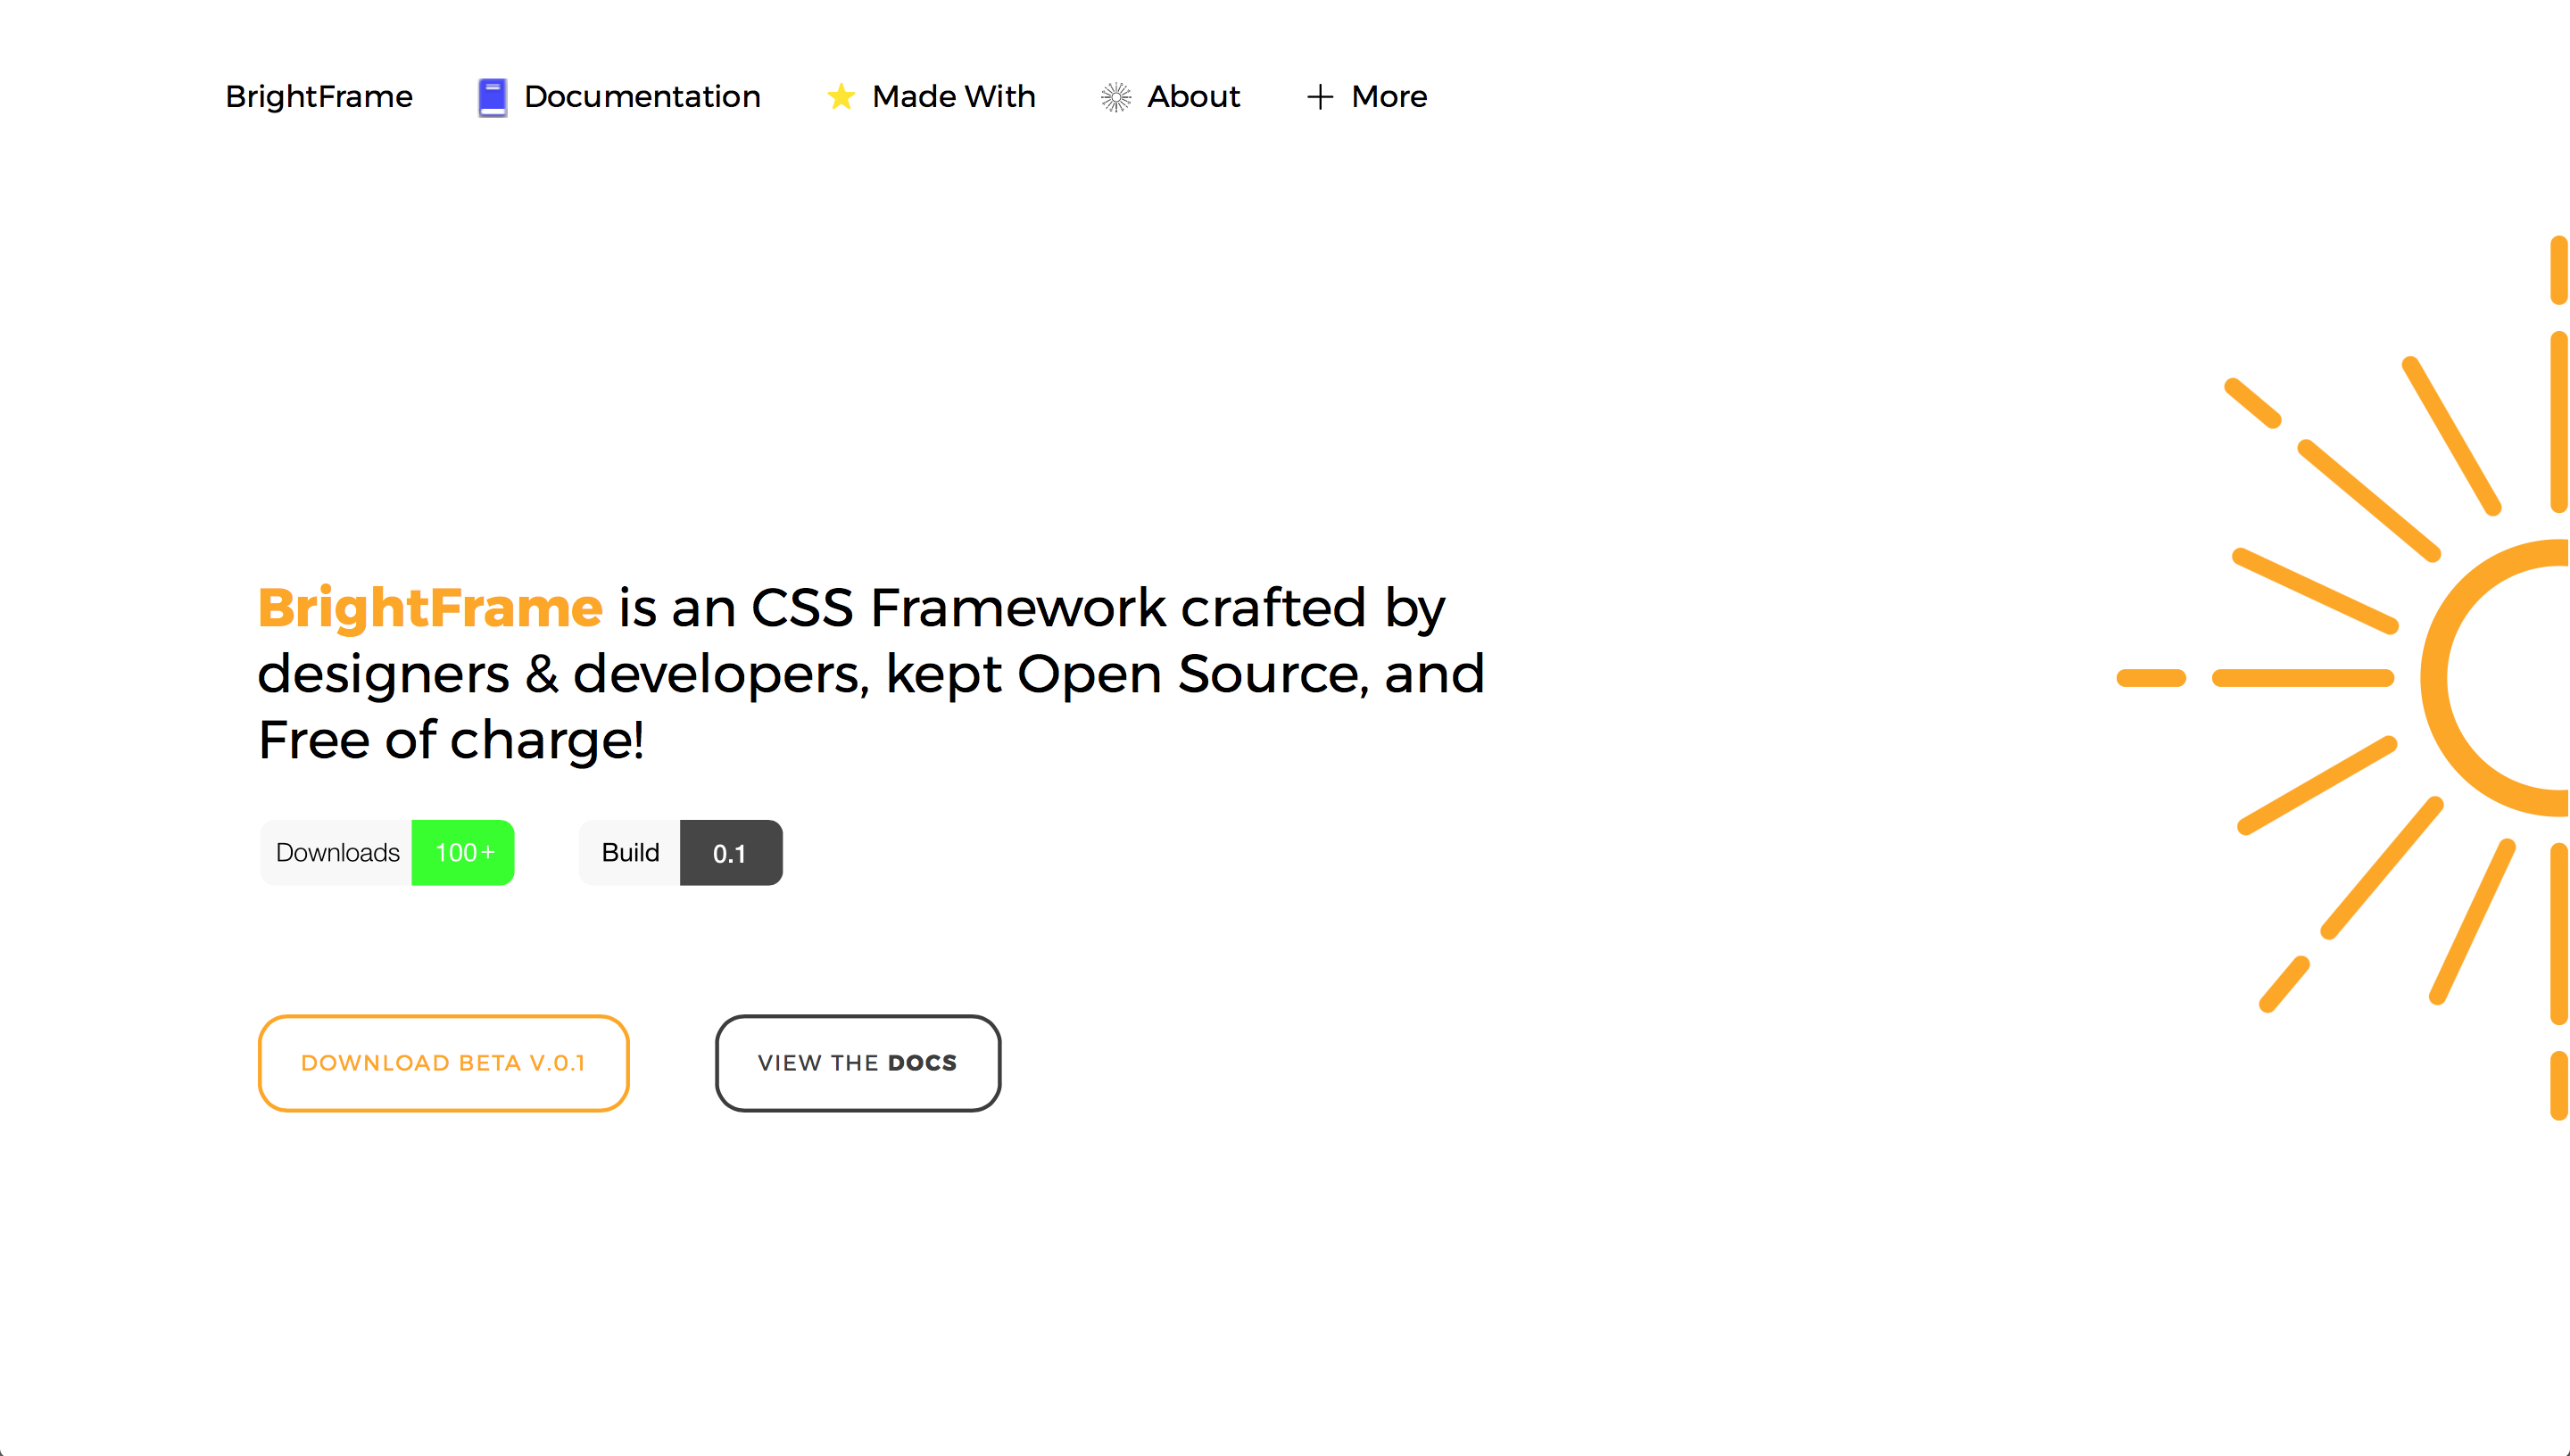 BrightFrame Documentation Made With About More
BrightFrame is an CSS Framework crafted by
designers & developers, kept Open Source, and
Free of charge!
Downloads 100+ Build 0.1
DOWNLOAD BETA V.0.1 VIEW THE DOCS